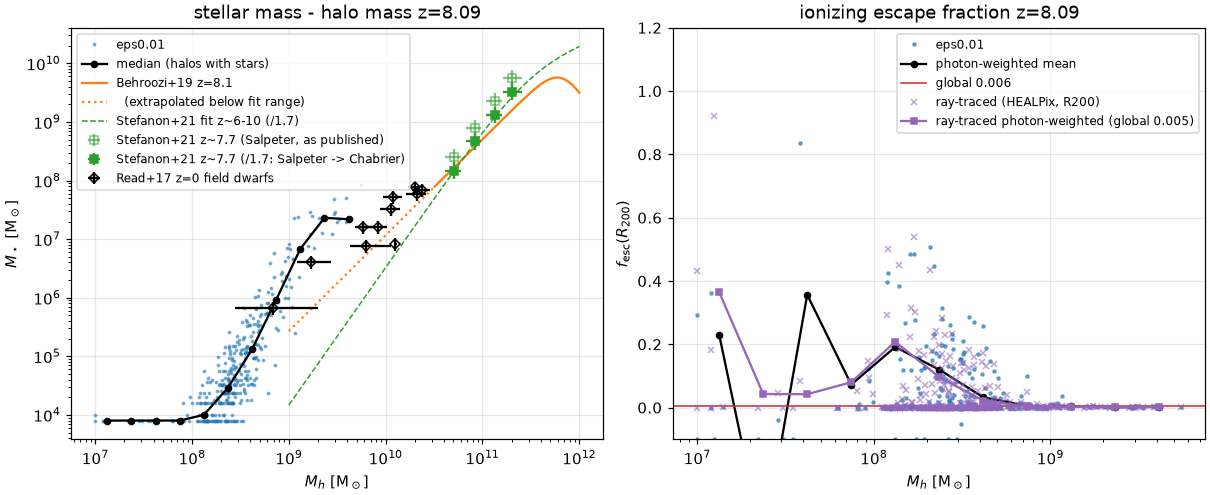 stellar mass - halo mass z=8.09
eps0.01
median (halos with stars)
Behroozi+19 z=8.1
(extrapolated below fit range)
Stefanon+21 fit z~6-10 (/1.7)
Stefanon+21 z~7.7 (Salpeter, as published)
Stefanon+21 z~7.7 (/1.7: Salpeter -> Chabrier)
Read+17 z=0 field dwarfs
M⋆ [M⊙]
10^10
10^9
10^8
10^7
10^6
10^5
10^4
10^7 10^8 10^9 10^10 10^11 10^12
M_h [M⊙]
ionizing escape fraction z=8.09
eps0.01
photon-weighted mean
global 0.006
ray-traced (HEALPix, R200)
ray-traced photon-weighted (global 0.005)
f_esc(R_200)
1.2
1.0
0.8
0.6
0.4
0.2
0.0
10^7 10^8 10^9
M_h [M⊙]